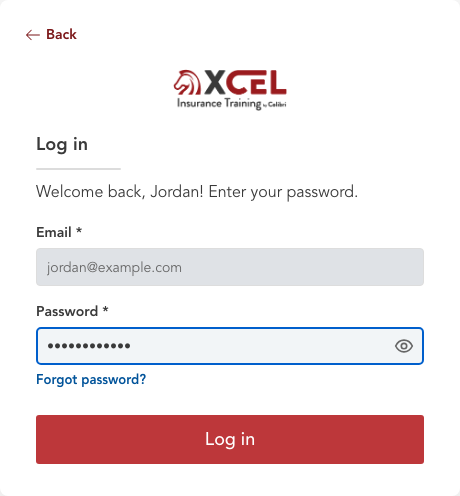 Back
XCEL
Insurance Training by Calibri
Log in
Welcome back, Jordan! Enter your password.
Email *
jordan@example.com
Password *
••••••••••••
Forgot password?
Log in